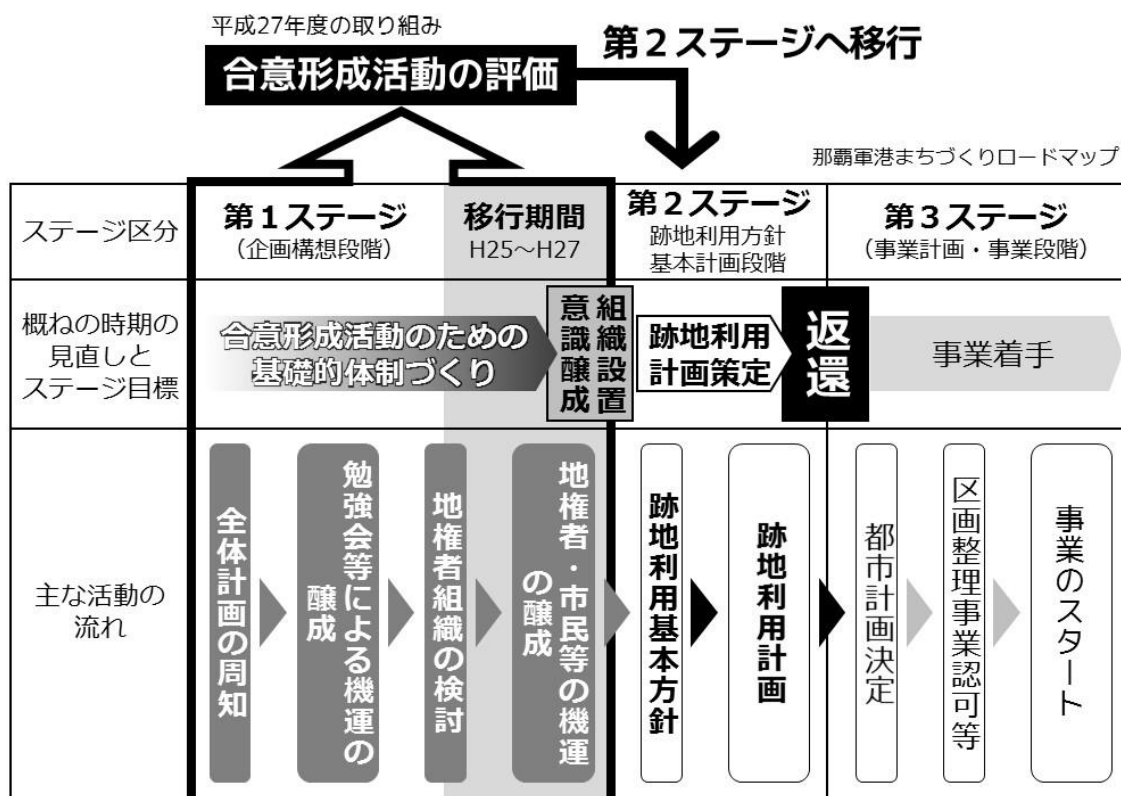 平成27年度の取り組み
合意形成活動の評価
第2ステージへ移行
那覇軍港まちづくりロードマップ
ステージ区分
第1ステージ
（企画構想段階）
移行期間
H25～H27
第2ステージ
跡地利用方針
基本計画段階
第3ステージ
（事業計画・事業段階）
概ねの時期の
見直しと
ステージ目標
合意形成活動のための
基礎的体制づくり
組織設置
意識醸成
跡地利用
計画策定
返還
事業着手
主な活動の
流れ
全体計画の周知
勉強会等による機運の
醸成
地権者組織の検討
地権者・市民等の機運
の醸成
跡地利用基本方針
跡地利用計画
都市計画決定
区画整理事業認可等
事業のスタート